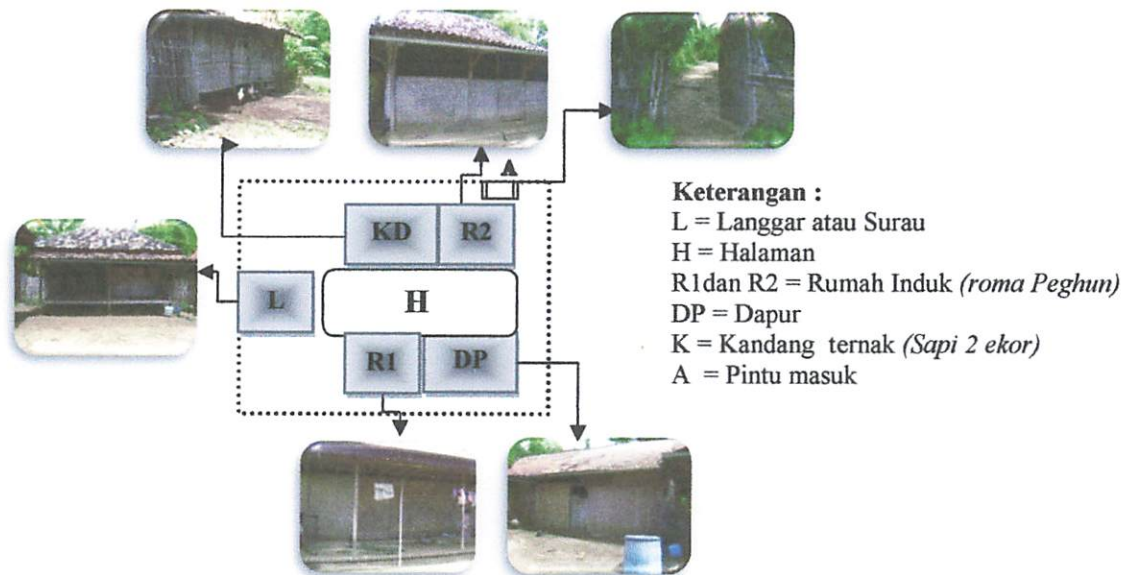 A
KD
R2
L
H
R1
DP
Keterangan :
L = Langgar atau Surau
H = Halaman
R1dan R2 = Rumah Induk (roma Peghun)
DP = Dapur
K = Kandang ternak (Sapi 2 ekor)
A = Pintu masuk